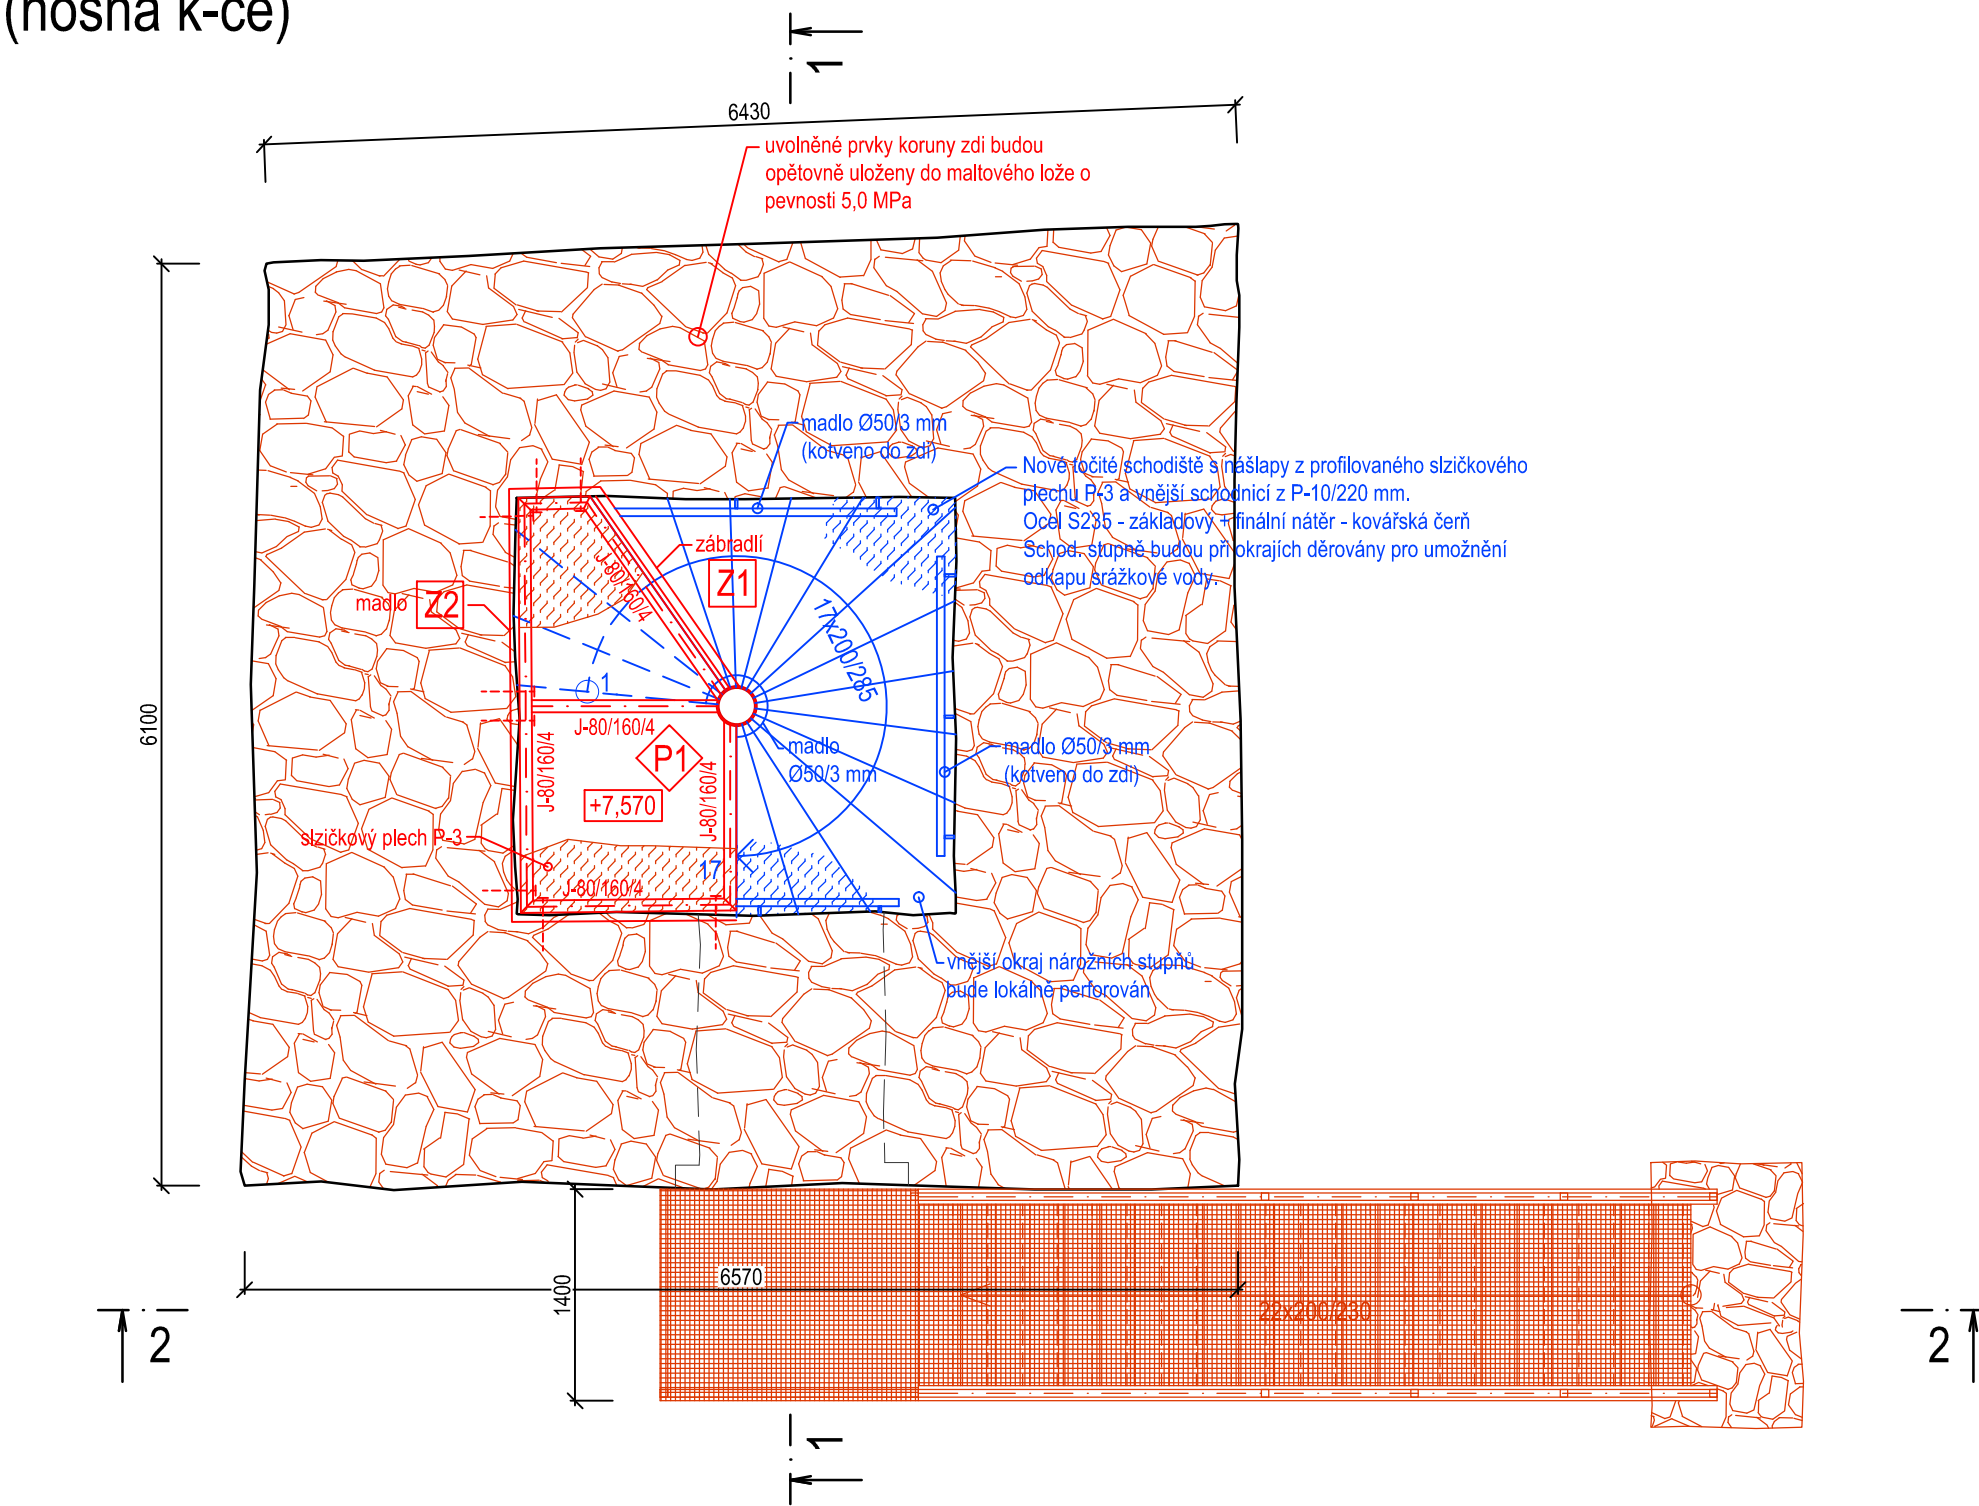 (nosná k-ce)
1
6430
uvolněné prvky koruny zdi budou
opětovně uloženy do maltového lože o
pevnosti 5,0 MPa
madlo Ø50/3 mm
(kotveno do zdi)
Nové točité schodiště s nášlapy z profilovaného slzičkového
plechu P-3 a vnější schodnicí z P-10/220 mm.
Ocel S235 - základový + finální nátěr - kovářská čerň
Schod. stupně budou při okrajích děrovány pro umožnění
odkapu srážkové vody.
zábradlí
Z1
J-80/160/4
madlo
Z2
17x200/285
1
6100
J-80/160/4
P1
madlo
Ø50/3 mm
madlo Ø50/3 mm
(kotveno do zdi)
J-80/160/4
J-80/160/4
+7,570
slzičkový plech P-3
17
J-80/160/4
vnější okraj nárožních stupňů
bude lokálně perforován
6570
1400
22x200/230
2
2
1